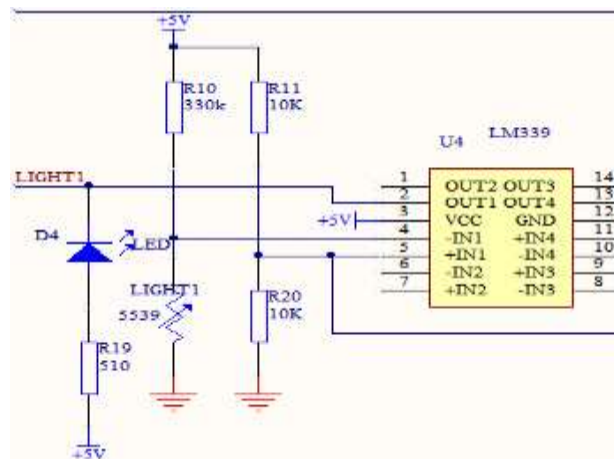 +5V
R10
330k
R11
10K
U4
LM339
LIGHT1
1
OUT2
OUT3
14
2
OUT1
OUT4
13
+5V
3
VCC
GND
12
D4
LED
4
-IN1
+IN4
11
5
+IN1
-IN4
10
6
-IN2
+IN3
9
7
+IN2
-IN3
8
LIGHT1
5539
R20
10K
R19
510
+5V